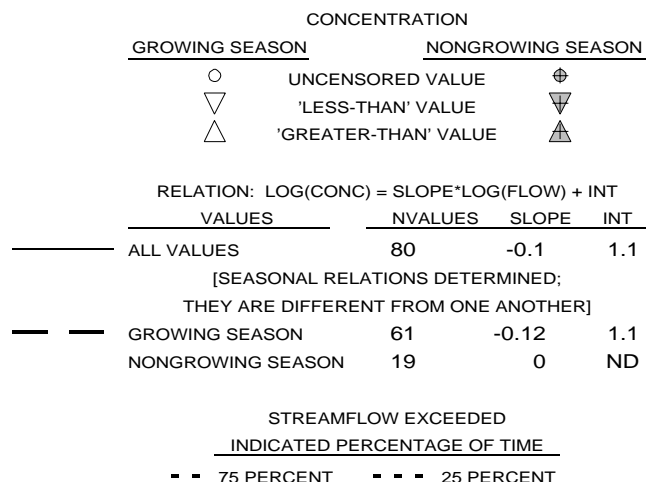 CONCENTRATION
GROWING SEASON NONGROWING SEASON
UNCENSORED VALUE
'LESS-THAN' VALUE
'GREATER-THAN' VALUE
RELATION: LOG(CONC) = SLOPE*LOG(FLOW) + INT
VALUES NVALUES SLOPE INT
ALL VALUES 80 -0.1 1.1
[SEASONAL RELATIONS DETERMINED;
THEY ARE DIFFERENT FROM ONE ANOTHER]
GROWING SEASON 61 -0.12 1.1
NONGROWING SEASON 19 0 ND
STREAMFLOW EXCEEDED
INDICATED PERCENTAGE OF TIME
75 PERCENT 25 PERCENT